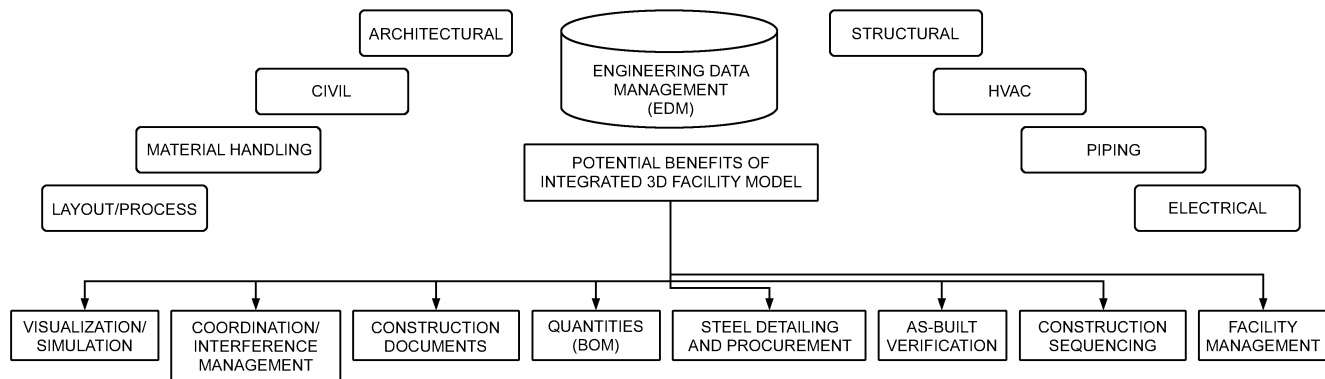 ARCHITECTURAL
STRUCTURAL
ENGINEERING DATA
MANAGEMENT
(EDM)
CIVIL
HVAC
MATERIAL HANDLING
PIPING
POTENTIAL BENEFITS OF
INTEGRATED 3D FACILITY MODEL
LAYOUT/PROCESS
ELECTRICAL
VISUALIZATION/
SIMULATION
COORDINATION/
INTERFERENCE
MANAGEMENT
CONSTRUCTION
DOCUMENTS
QUANTITIES
(BOM)
STEEL DETAILING
AND PROCUREMENT
AS-BUILT
VERIFICATION
CONSTRUCTION
SEQUENCING
FACILITY
MANAGEMENT